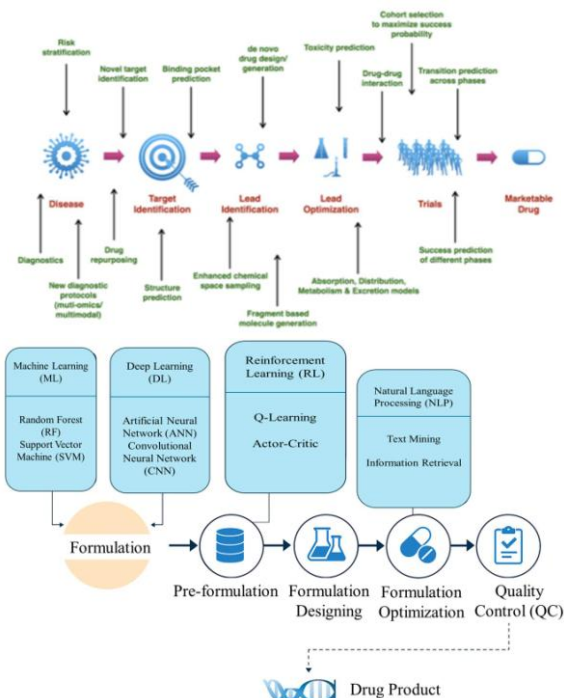 Risk
stratification
Novel target
identification
Binding pocket
prediction
de novo
drug design/
generation
Toxicity prediction
Cohort selection
to maximize success
probability
Drug-drug
interaction
Transition prediction
across phases
Disease
Target
Identification
Lead
Identification
Lead
Optimization
Trials
Marketable
Drug
Diagnostics
New diagnostic
protocols
(muti-omics/
multimodal)
Drug
repurposing
Structure
prediction
Enhanced chemical
space sampling
Fragment based
molecule generation
Absorption, Distribution,
Metabolism & Excretion models
Success prediction
of different phases
Machine Learning
(ML)
Random Forest
(RF)
Support Vector
Machine (SVM)
Deep Learning
(DL)
Artificial Neural
Network (ANN)
Convolutional
Neural Network
(CNN)
Reinforcement
Learning (RL)
Q-Learning
Actor-Critic
Natural Language
Processing (NLP)
Text Mining
Information Retrieval
Formulation
Pre-formulation
Formulation
Designing
Formulation
Optimization
Quality
Control (QC)
Drug Product